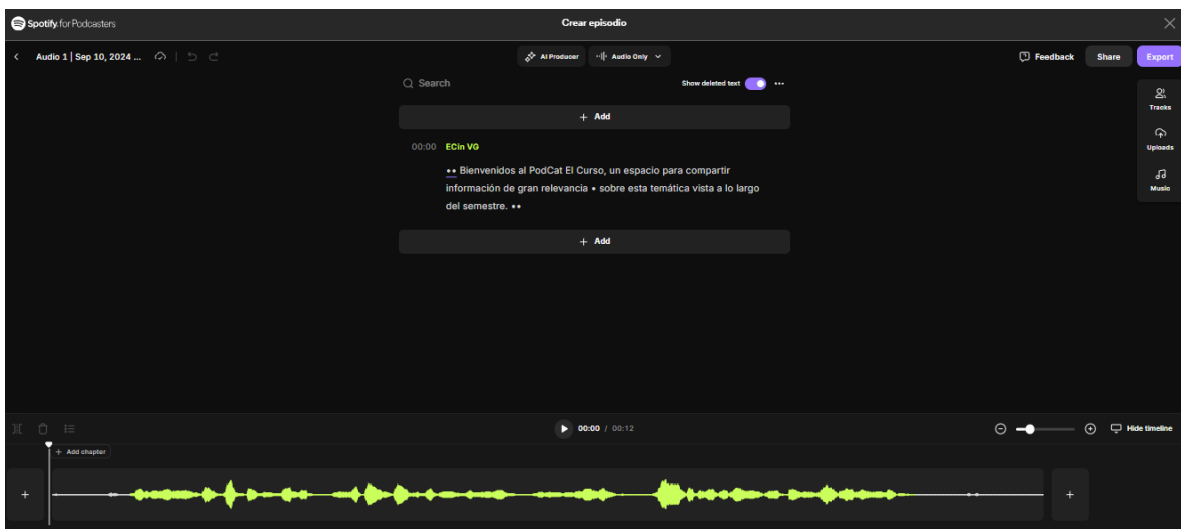 Spotify for Podcasters
Crear episodio
Audio 1 | Sep 10, 2024 ...
AI Producer
Audio Only
Feedback
Share
Export
Search
Show deleted text
Tracks
+ Add
Uploads
00:00 ECin VG
•• Bienvenidos al PodCat El Curso, un espacio para compartir
información de gran relevancia • sobre esta temática vista a lo largo
del semestre. ••
Music
+ Add
00:00 / 00:12
Hide timeline
+ Add chapter